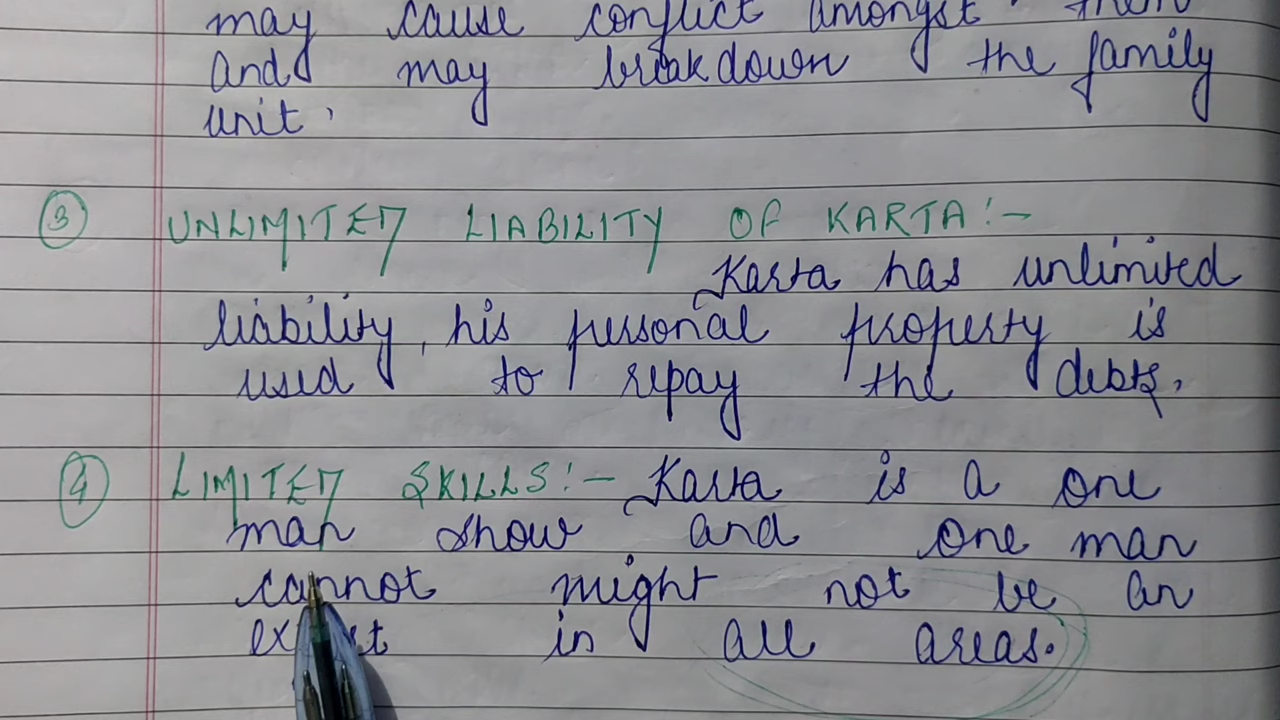 may cause conflict amongst them
and may breakdown the family
unit.
③ UNLIMITED LIABILITY OF KARTA:-
Karta has unlimited
liability, his personal property is
used to repay the debts.
④ LIMITED SKILLS:- Karta is a one
man show and one man
cannot might not be an
in all areas.